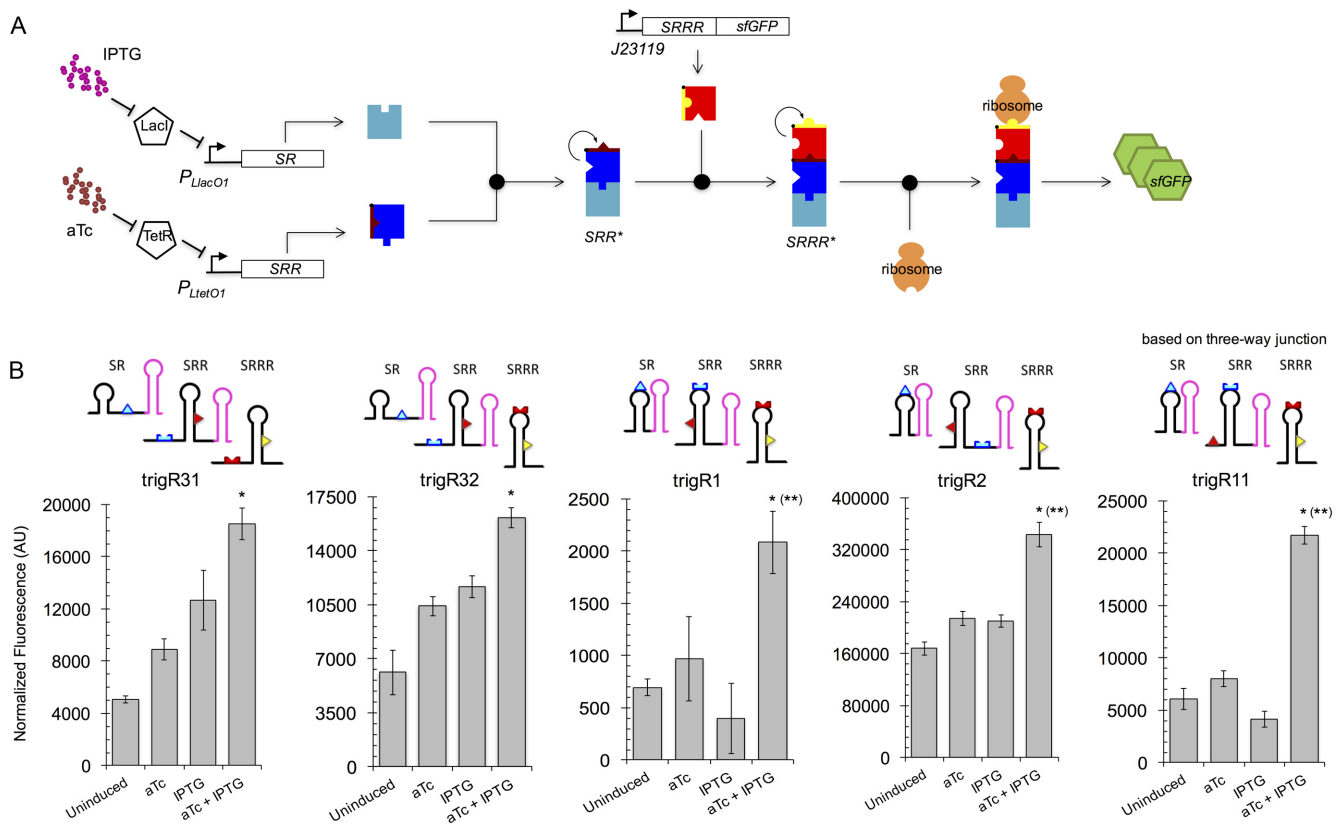 A
IPTG
LacI
SR
P LlacO1
aTc
TetR
SRR
P LtetO1
SRR*
J23119
SRRR sfGFP
SRRR*
ribosome
ribosome
sfGFP
B
based on three-way junction
SR SRR SRRR
SR SRR SRRR
SR SRR SRRR
SR SRR SRRR
SR SRR SRRR
trigR31
trigR32
trigR1
trigR2
trigR11
Normalized Fluorescence (AU)
20000
16000
12000
8000
4000
0
*
Uninduced
aTc
IPTG
aTc + IPTG
17500
14000
10500
7000
3500
0
*
Uninduced
aTc
IPTG
aTc + IPTG
2500
2000
1500
1000
500
0
* (**)
Uninduced
aTc
IPTG
aTc + IPTG
400000
320000
240000
160000
80000
0
* (**)
Uninduced
aTc
IPTG
aTc + IPTG
25000
20000
15000
10000
5000
0
* (**)
Uninduced
aTc
IPTG
aTc + IPTG